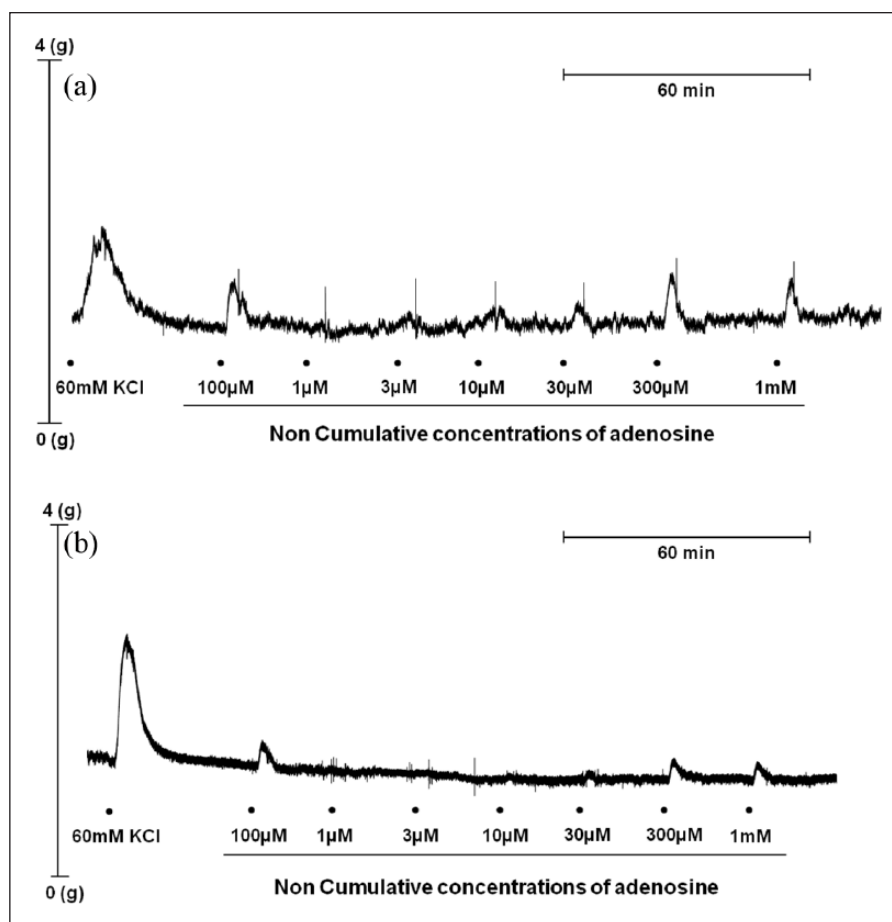 4 (g)
(a)
60 min
60mM KCl 100µM 1µM 3µM 10µM 30µM 300µM 1mM
0 (g)
Non Cumulative concentrations of adenosine
4 (g)
(b)
60 min
60mM KCl 100µM 1µM 3µM 10µM 30µM 300µM 1mM
0 (g)
Non Cumulative concentrations of adenosine